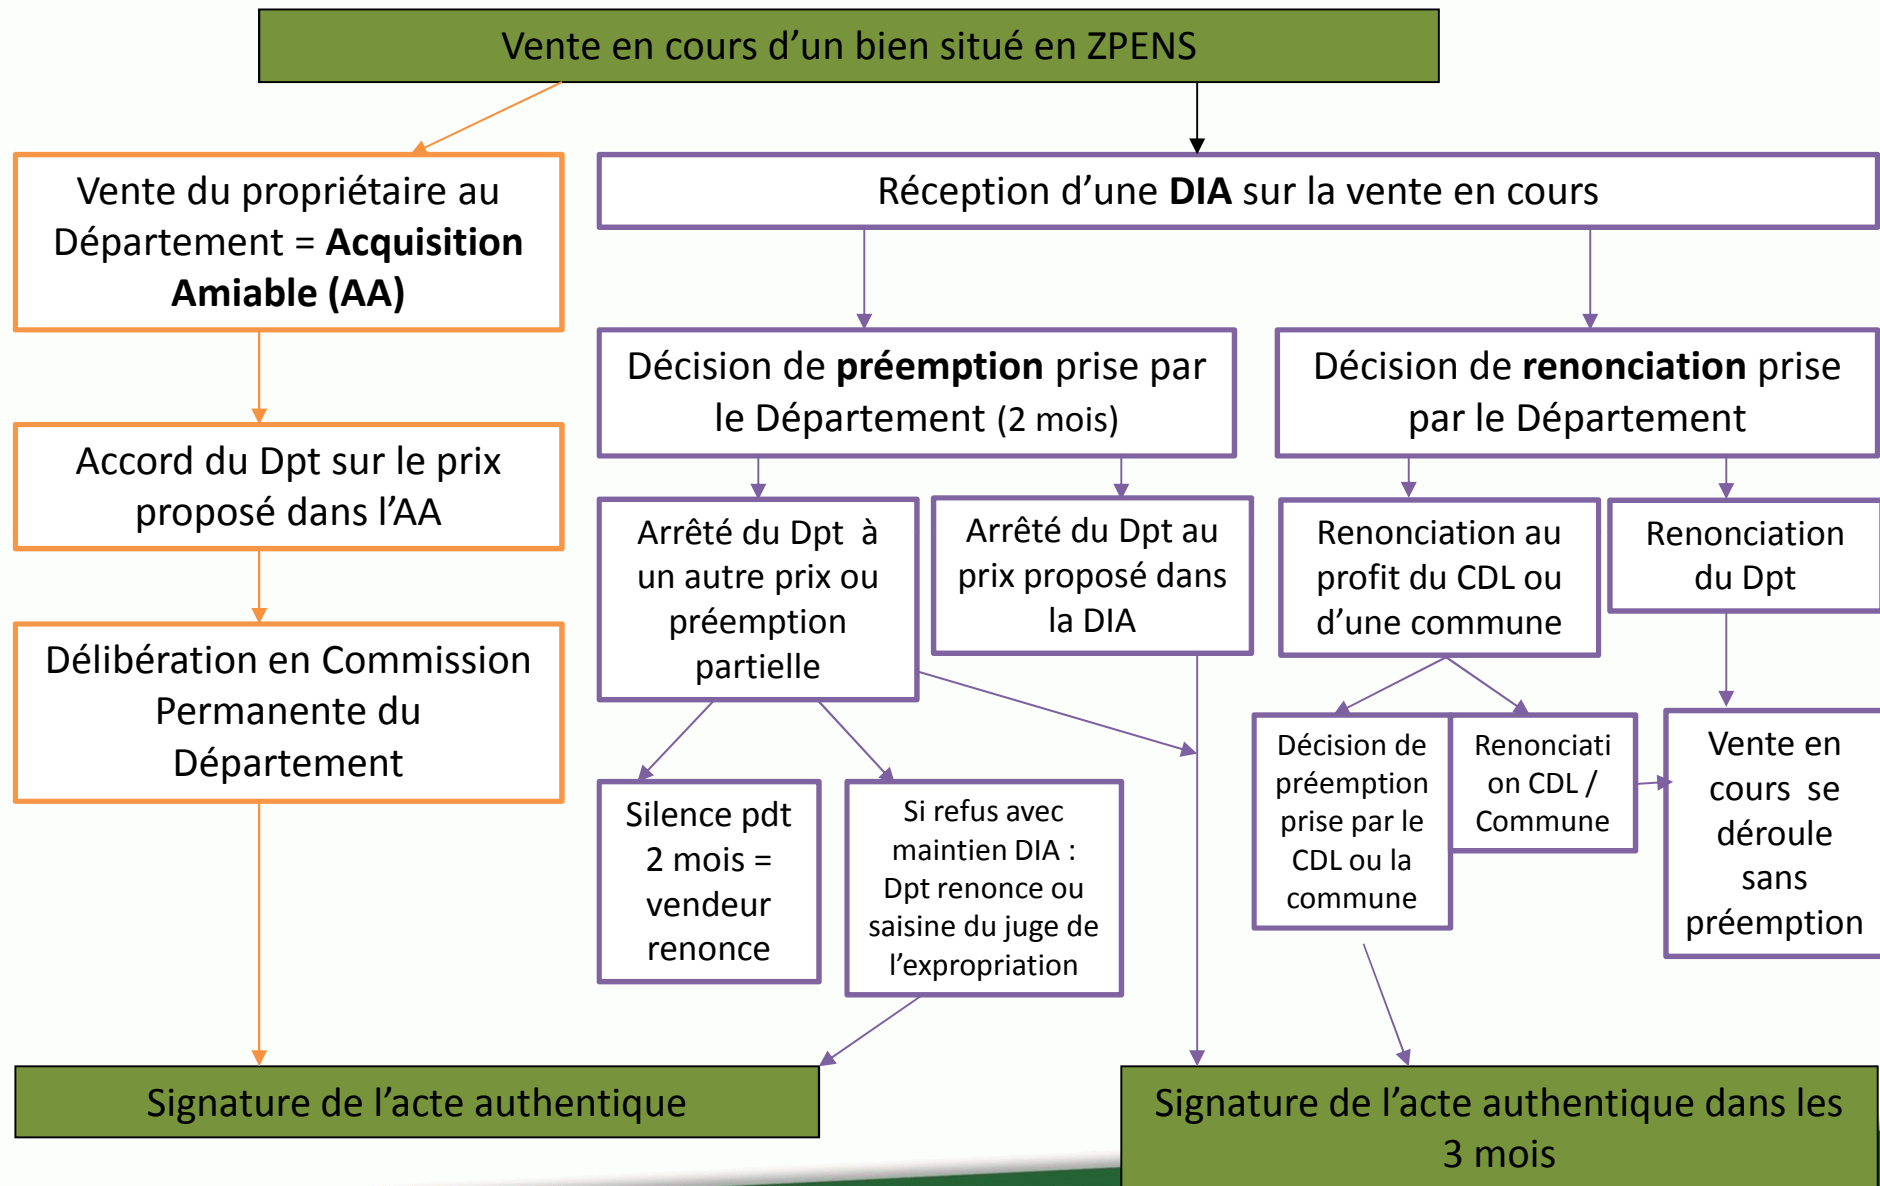 Vente en cours d’un bien situé en ZPENS
Vente du propriétaire au
Département = Acquisition
Amiable (AA)
Réception d’une DIA sur la vente en cours
Décision de préemption prise par
le Département (2 mois)
Décision de renonciation prise
par le Département
Accord du Dpt sur le prix
proposé dans l’AA
Arrêté du Dpt à
un autre prix ou
préemption
partielle
Arrêté du Dpt au
prix proposé dans
la DIA
Renonciation au
profit du CDL ou
d’une commune
Renonciation
du Dpt
Délibération en Commission
Permanente du
Département
Silence pdt
2 mois =
vendeur
renonce
Si refus avec
maintien DIA :
Dpt renonce ou
saisine du juge de
l’expropriation
Décision de
préemption
prise par le
CDL ou la
commune
Renonciati
on CDL /
Commune
Vente en
cours se
déroule
sans
préemption
Signature de l’acte authentique
Signature de l’acte authentique dans les
3 mois